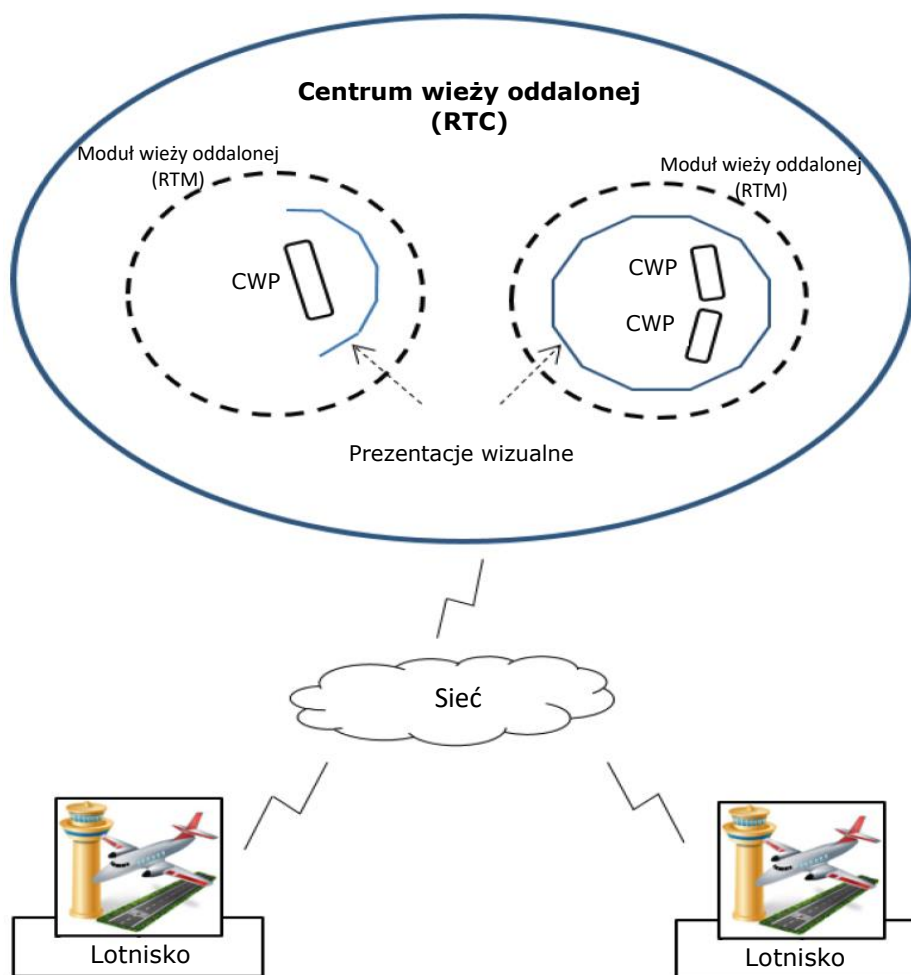 Centrum wieży oddalonej
(RTC)
Moduł wieży oddalonej
(RTM)
Moduł wieży oddalonej
(RTM)
CWP
CWP
CWP
Prezentacje wizualne
Sieć
Lotnisko
Lotnisko